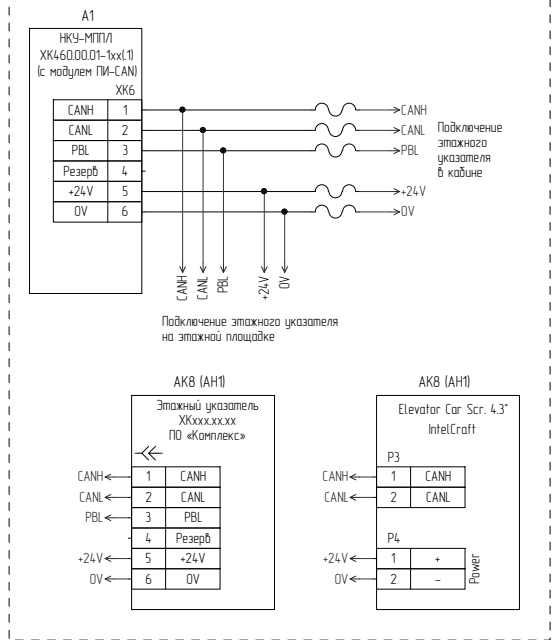 A1
НКУ-МППЛ
ХК460.00.01-1хх(.1)
(с модулем ПИ-CAN)
ХК6
CANH 1
CANL 2
PBL 3
Резерв 4
+24V 5
0V 6
CANH
CANL
PBL
+24V
0V
Подключение
этажного
указателя
в кабине
CANH
CANL
PBL
+24V
0V
Подключение этажного указателя
на этажной площадке
AK8 (AH1)
Этажный указатель
ХКххх.хх.хх
ПО «Комплекс»
CANH 1 CANH
CANL 2 CANL
PBL 3 PBL
4 Резерв
+24V 5 +24V
0V 6 0V
AK8 (AH1)
Elevator Car Scr. 4.3"
IntelCraft
P3
CANH 1 CANH
CANL 2 CANL
P4
+24V 1 +
0V 2 –
Power